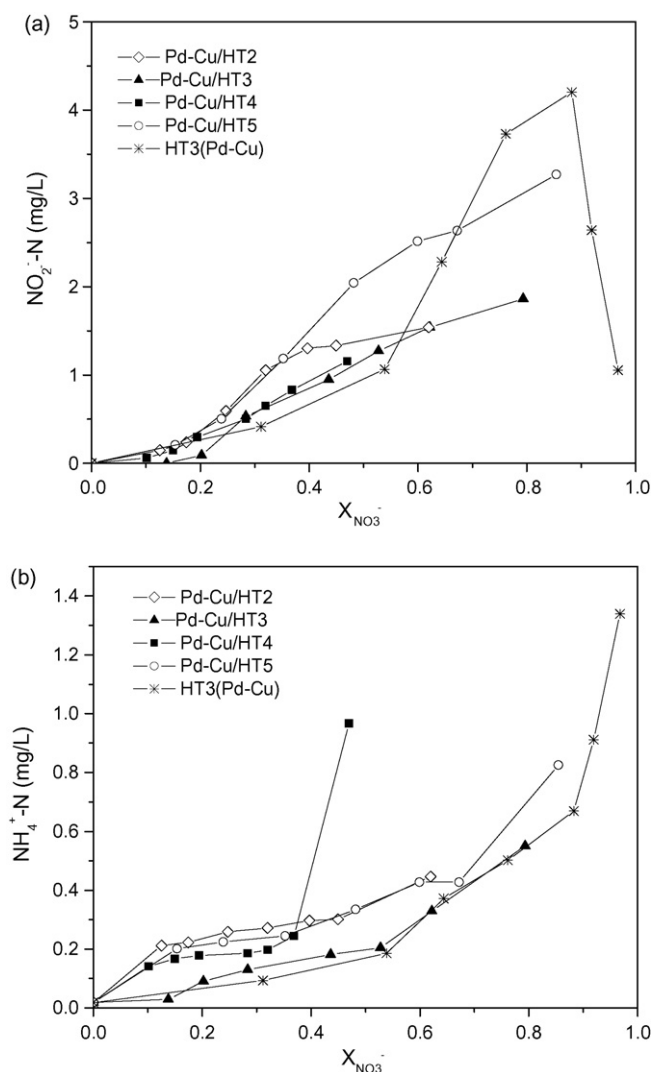 (a)
5
4
3
2
1
0
NO₂⁻-N (mg/L)
Pd-Cu/HT2
Pd-Cu/HT3
Pd-Cu/HT4
Pd-Cu/HT5
HT3(Pd-Cu)
0.0 0.2 0.4 0.6 0.8 1.0
X NO3⁻
(b)
1.4
1.2
1.0
0.8
0.6
0.4
0.2
0.0
NH₄⁺-N (mg/L)
Pd-Cu/HT2
Pd-Cu/HT3
Pd-Cu/HT4
Pd-Cu/HT5
HT3(Pd-Cu)
0.0 0.2 0.4 0.6 0.8 1.0
X NO3⁻